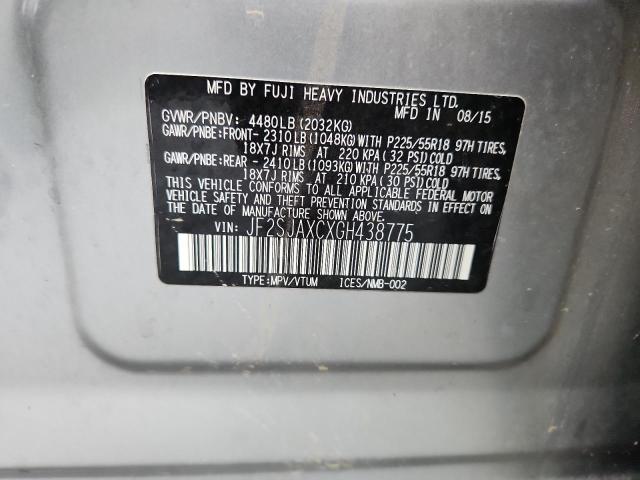 MFD BY FUJI HEAVY INDUSTRIES LTD.
MFD IN 08/15
GVWR/PNBV: 4480LB(2032KG)
GAWR/PNBE:FRONT- 2310LB(1048KG)WITH P225/55R18 97H TIRES,
18X7J RIMS AT 220 KPA(32 PSI)COLD
GAWR/PNBE:REAR - 2410LB(1093KG)WITH P225/55R18 97H TIRES,
18X7J RIMS AT 210 KPA(30 PSI)COLD
THIS VEHICLE CONFORMS TO ALL APPLICABLE FEDERAL MOTOR
VEHICLE SAFETY AND THEFT PREVENTION STANDARDS IN EFFECT ON
THE DATE OF MANUFACTURE SHOWN ABOVE.
VIN: JF2SJAXCXGH438775
TYPE:MPV/VTUM ICES/NMB-002